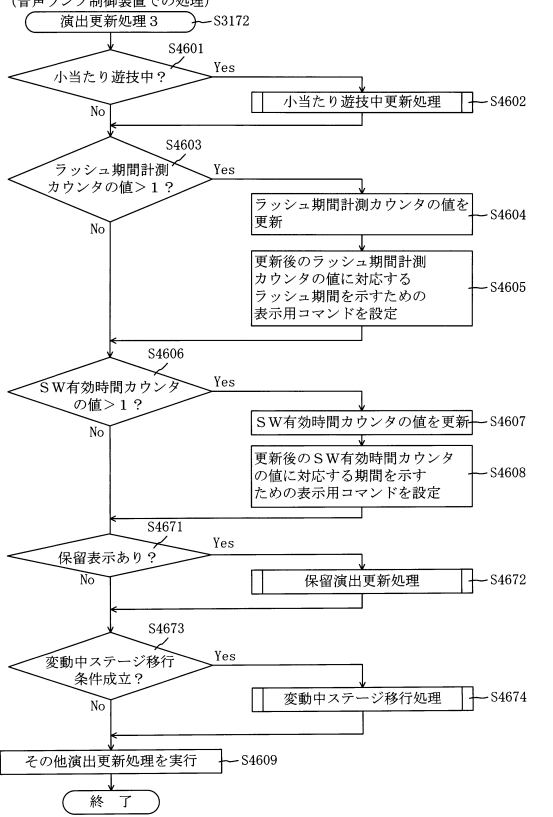 (音声ランプ制御装置での処理)
演出更新処理３
S3172
S4601
小当たり遊技中？
Yes
小当たり遊技中更新処理
S4602
No
S4603
ラッシュ期間計測
カウンタの値＞１？
Yes
ラッシュ期間計測カウンタの値を
更新
S4604
No
更新後のラッシュ期間計測
カウンタの値に対応する
ラッシュ期間を示すための
表示用コマンドを設定
S4605
S4606
ＳＷ有効時間カウンタ
の値＞１？
Yes
ＳＷ有効時間カウンタの値を更新
S4607
No
更新後のＳＷ有効時間カウンタ
の値に対応する期間を示す
ための表示用コマンドを設定
S4608
S4671
保留表示あり？
Yes
保留演出更新処理
S4672
No
S4673
変動中ステージ移行
条件成立？
Yes
変動中ステージ移行処理
S4674
No
その他演出更新処理を実行
S4609
終　了